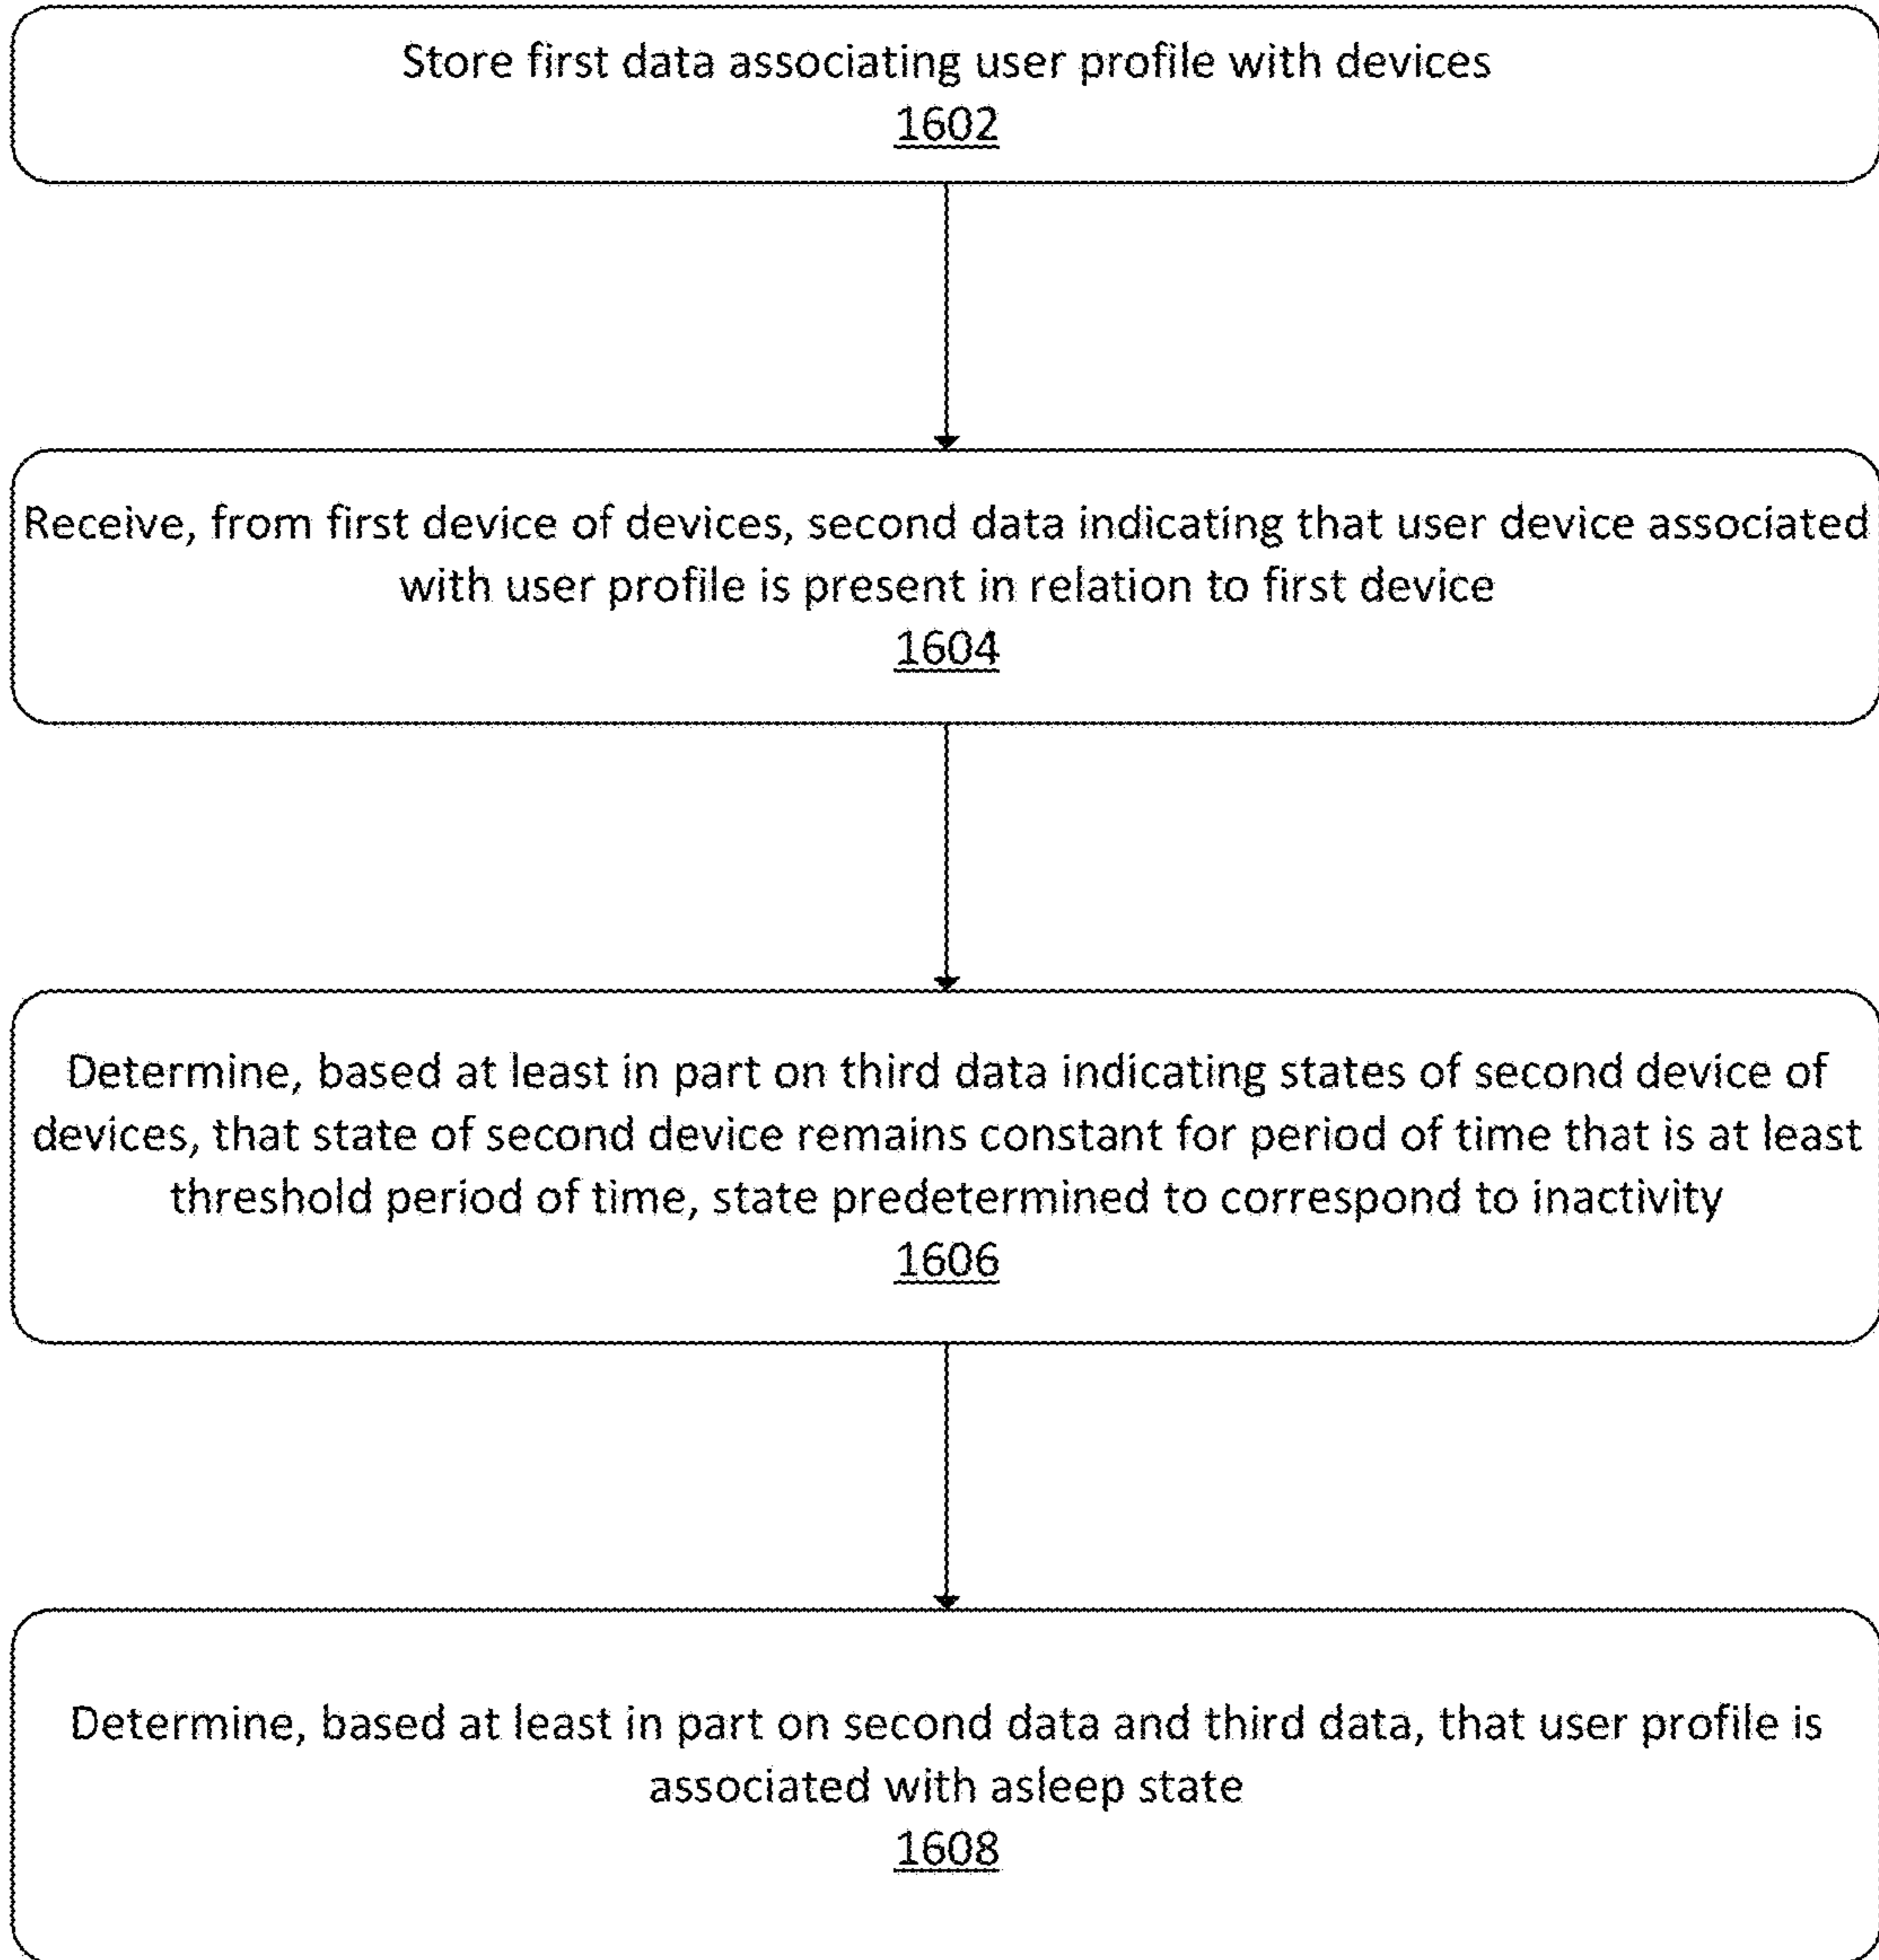 Store first data associating user profile with devices
1602
Receive, from first device of devices, second data indicating that user device associated
with user profile is present in relation to first device
1604
Determine, based at least in part on third data indicating states of second device of
devices, that state of second device remains constant for period of time that is at least
threshold period of time, state predetermined to correspond to inactivity
1606
Determine, based at least in part on second data and third data, that user profile is
associated with asleep state
1608